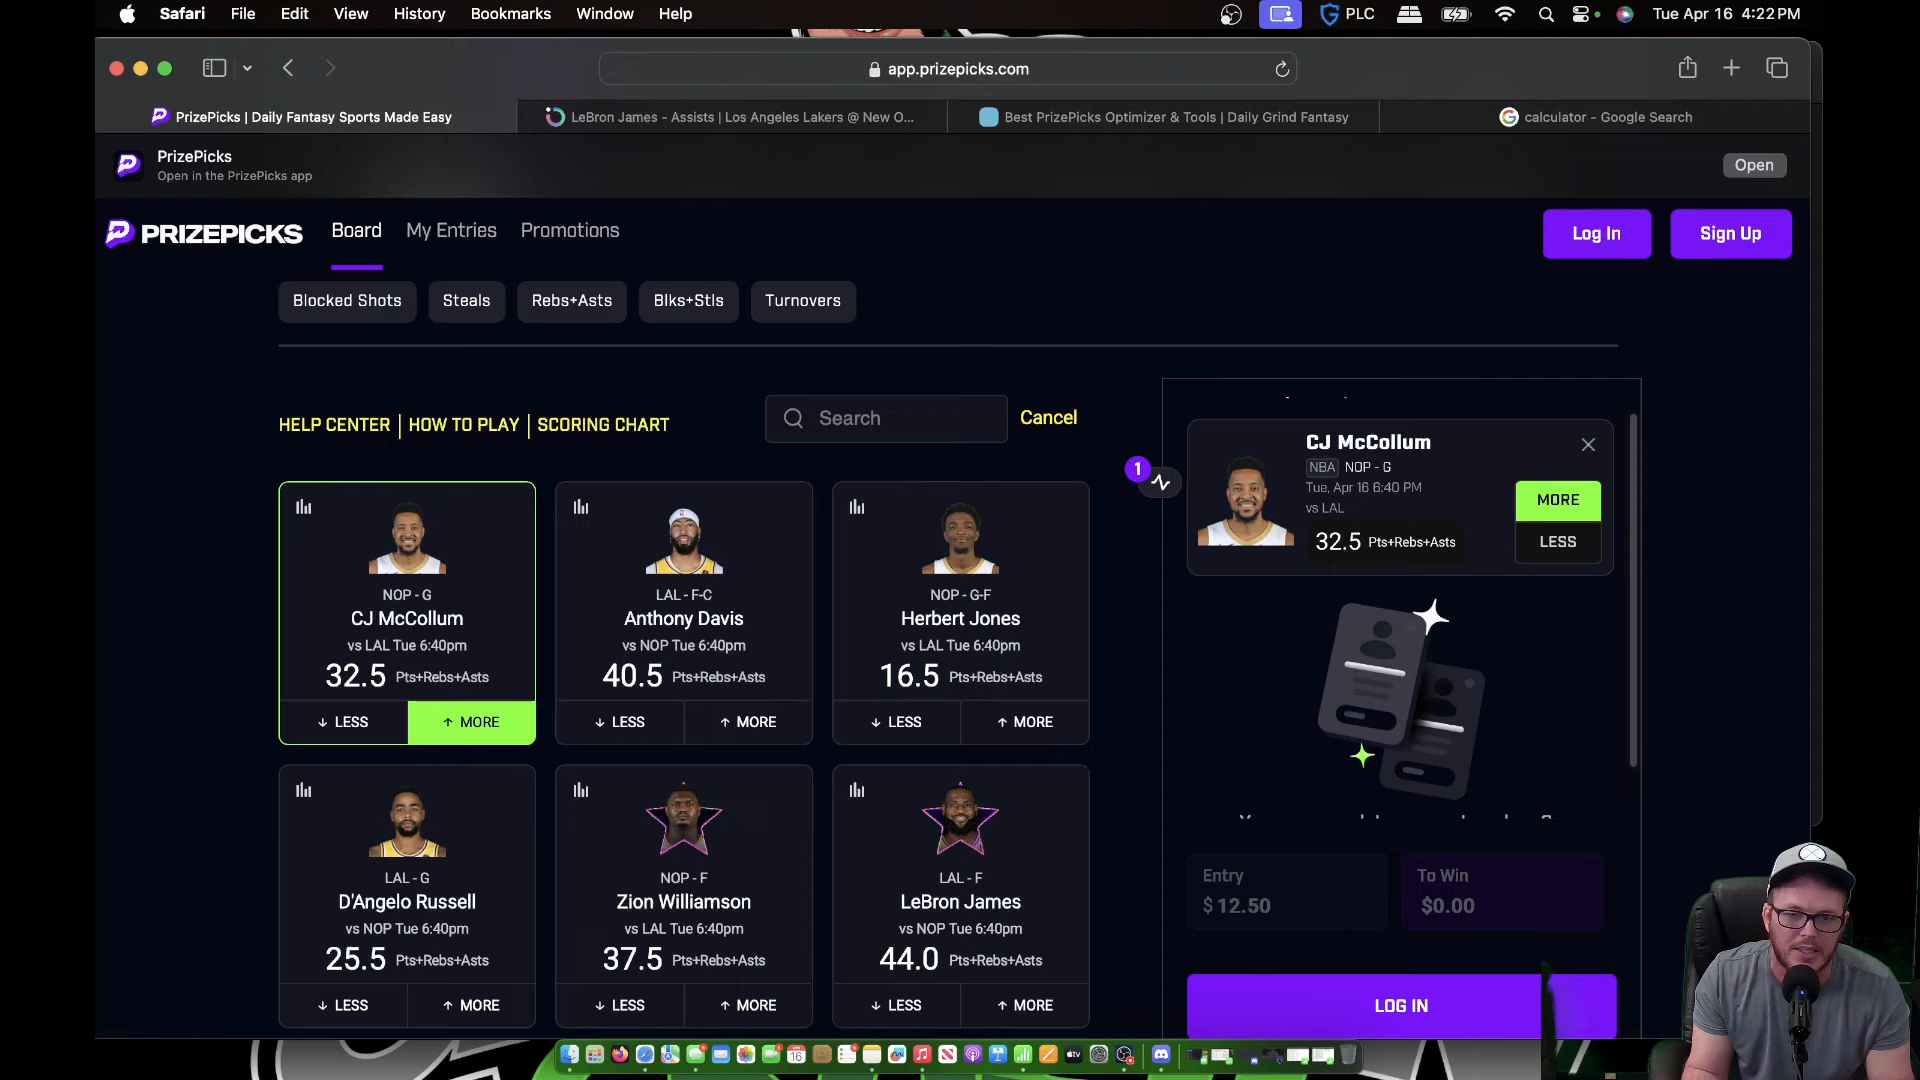 Safari File Edit View History Bookmarks Window Help PLC Tue Apr 16 4:22 PM
app.prizepicks.com
PrizePicks | Daily Fantasy Sports Made Easy
LeBron James - Assists | Los Angeles Lakers @ New O...
Best PrizePicks Optimizer & Tools | Daily Grind Fantasy
calculator - Google Search
PrizePicks
Open in the PrizePicks app
Open
PRIZEPICKS Board My Entries Promotions
Log In Sign Up
Blocked Shots Steals Rebs+Asts Blks+Stls Turnovers
HELP CENTER | HOW TO PLAY | SCORING CHART
Search Cancel
NOP - G
CJ McCollum
vs LAL Tue 6:40pm
32.5 Pts+Rebs+Asts
↓ LESS ↑ MORE
LAL - F-C
Anthony Davis
vs NOP Tue 6:40pm
40.5 Pts+Rebs+Asts
↓ LESS ↑ MORE
NOP - G-F
Herbert Jones
vs LAL Tue 6:40pm
16.5 Pts+Rebs+Asts
↓ LESS ↑ MORE
LAL - G
D'Angelo Russell
vs NOP Tue 6:40pm
25.5 Pts+Rebs+Asts
↓ LESS ↑ MORE
NOP - F
Zion Williamson
vs LAL Tue 6:40pm
37.5 Pts+Rebs+Asts
↓ LESS ↑ MORE
LAL - F
LeBron James
vs NOP Tue 6:40pm
44.0 Pts+Rebs+Asts
↓ LESS ↑ MORE
1
CJ McCollum
NBA NOP - G
Tue, Apr 16 6:40 PM
vs LAL
32.5 Pts+Rebs+Asts
MORE
LESS
Entry
$ 12.50
To Win
$0.00
LOG IN
16